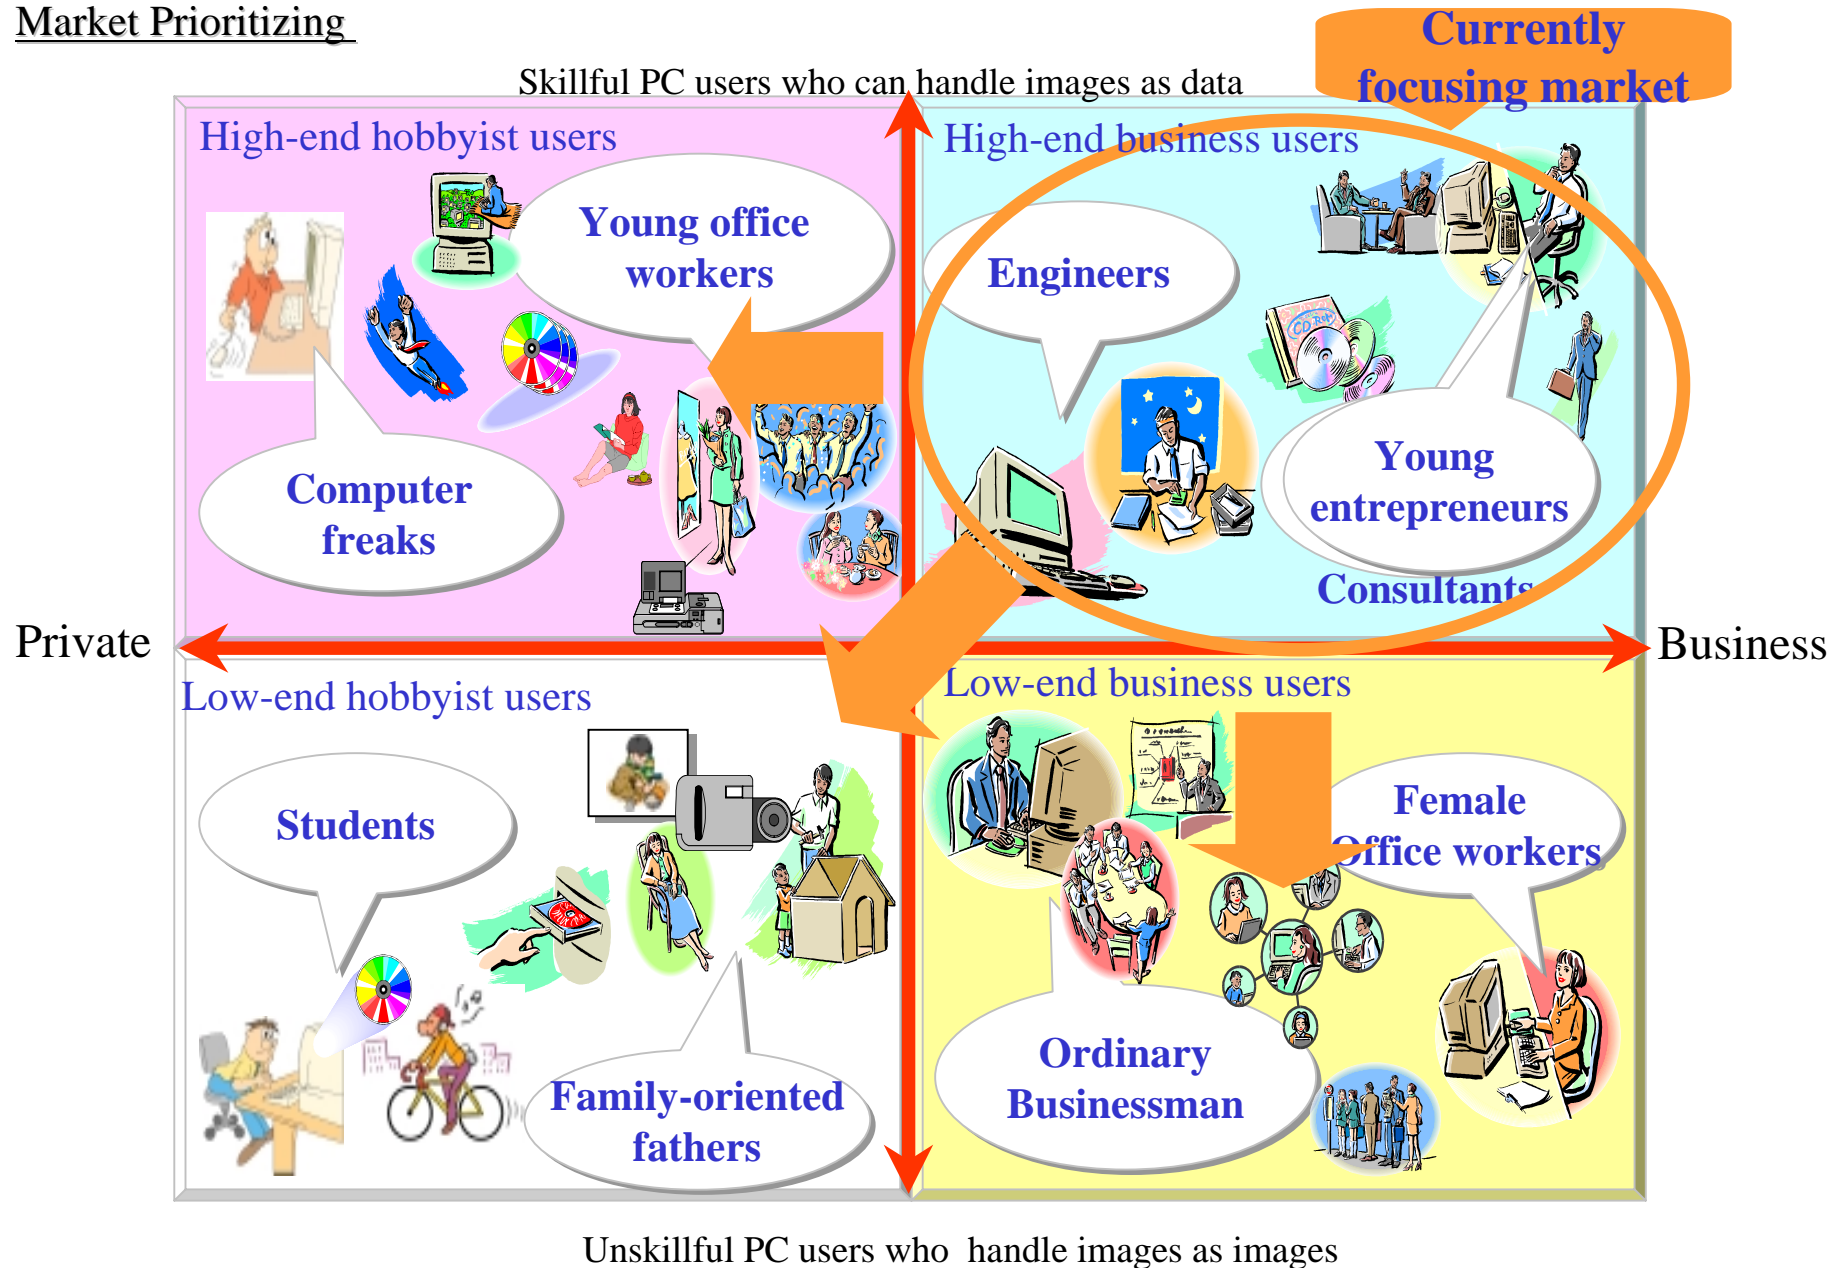 Market Prioritizing
Currently
focusing market
Skillful PC users who can handle images as data
High-end hobbyist users
High-end business users
Young office
workers
Engineers
CD Rom
Computer
freaks
Young
entrepreneurs
Consultants
Private
Business
Low-end hobbyist users
Low-end business users
Students
Female
Office workers
Family-oriented
fathers
Ordinary
Businessman
Unskillful PC users who handle images as images